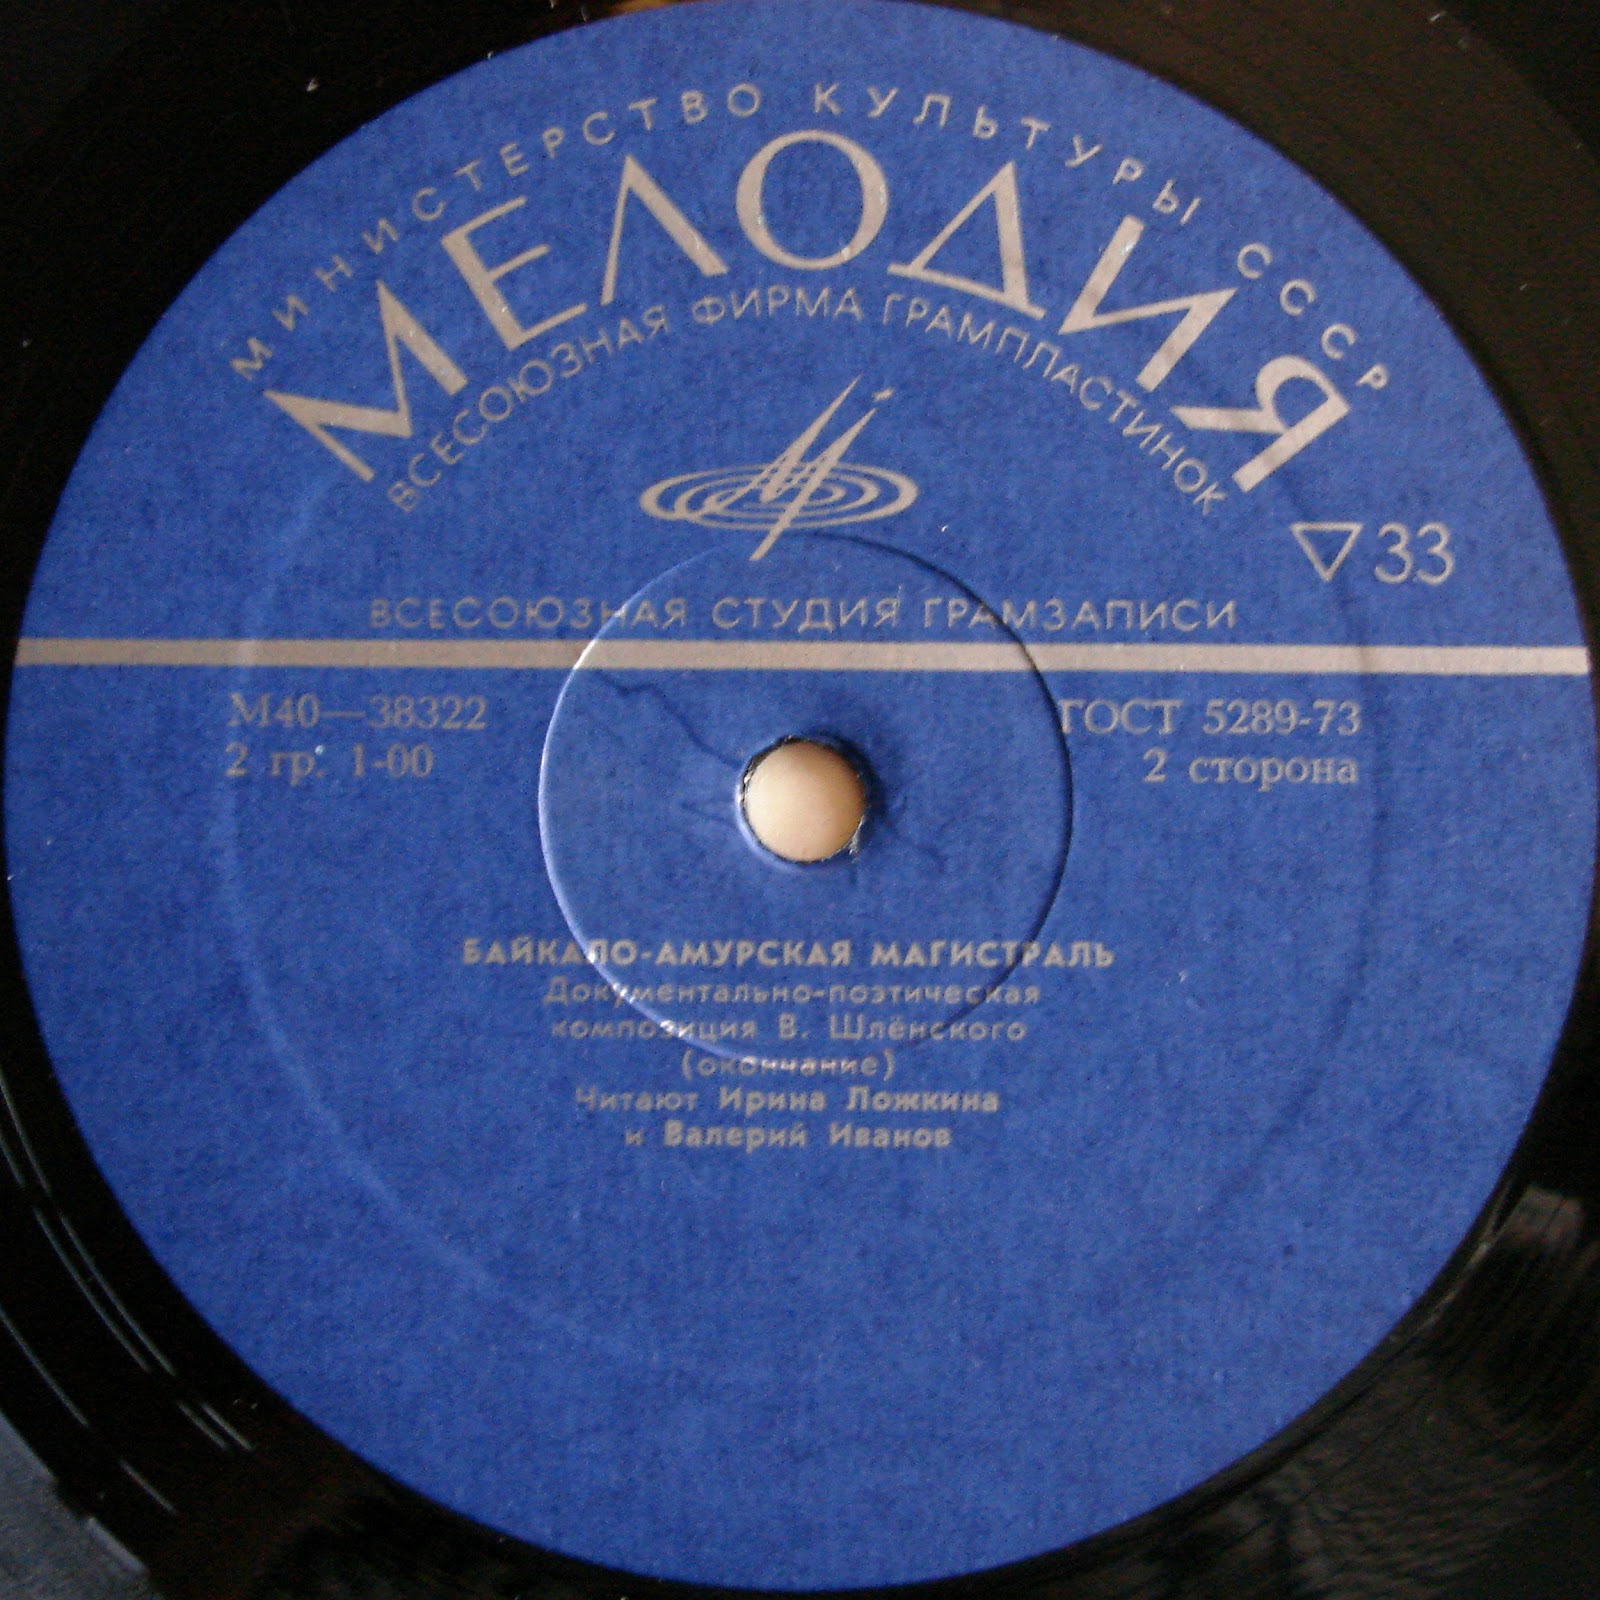 МИНИСТЕРСТВО КУЛЬТУРЫ СССР
МЕЛОДИЯ
ВСЕСОЮЗНАЯ ФИРМА ГРАМПЛАСТИНОК
33
ВСЕСОЮЗНАЯ СТУДИЯ ГРАМЗАПИСИ
М40—38322
ГОСТ 5289-73
2 гр. 1-00
2 сторона
БАЙКАЛО-АМУРСКАЯ МАГИСТРАЛЬ
Документально-поэтическая
композиция В. Шлёнского
(окончание)
Читают Ирина Ложкина
и Валерий Иванов